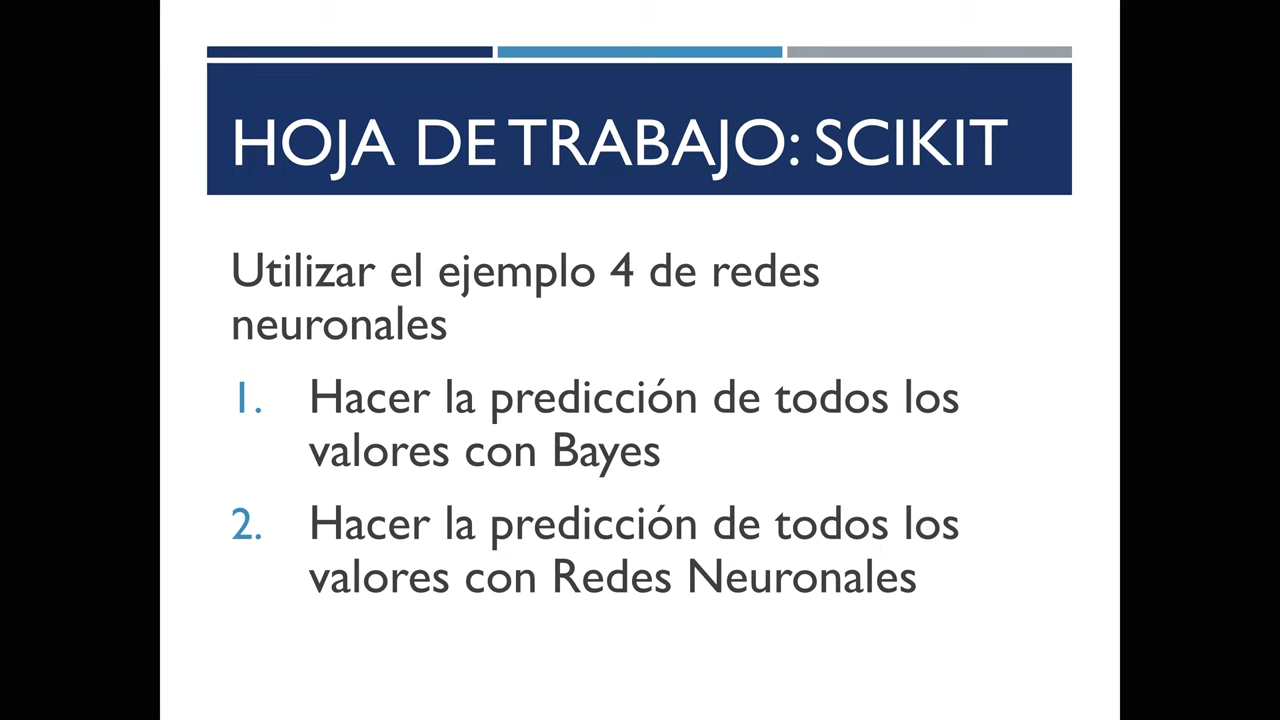 HOJA DE TRABAJO: SCIKIT
Utilizar el ejemplo 4 de redes
neuronales
1. Hacer la predicción de todos los
valores con Bayes
2. Hacer la predicción de todos los
valores con Redes Neuronales